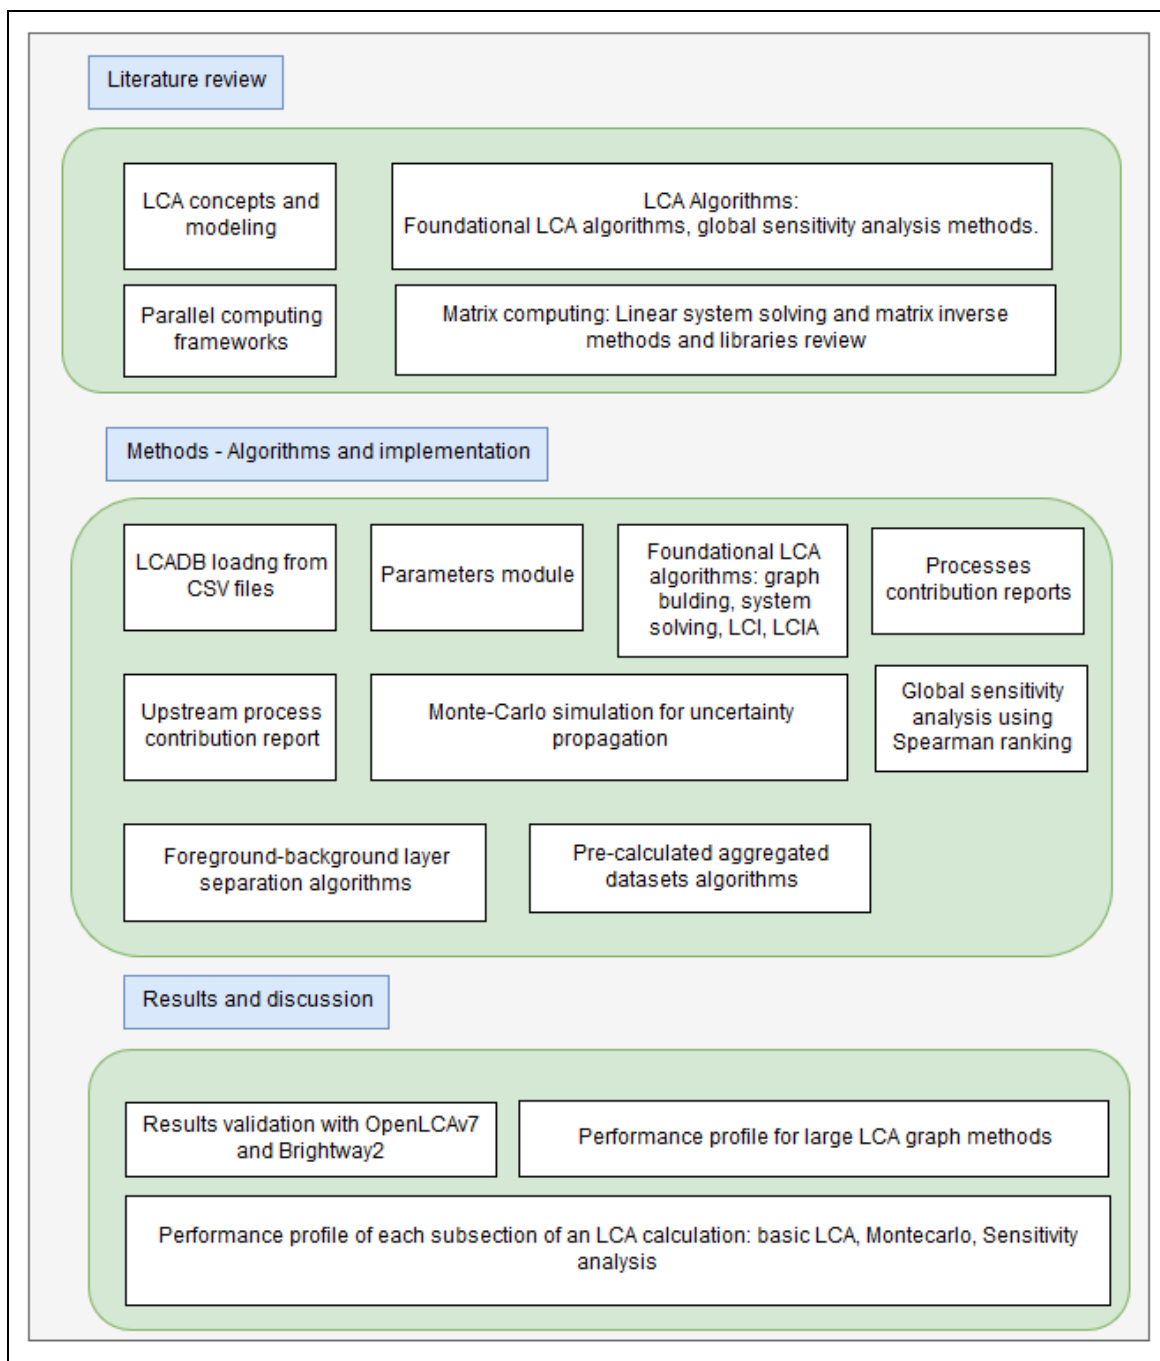 Literature review
LCA concepts and
modeling
LCA Algorithms:
Foundational LCA algorithms, global sensitivity analysis methods.
Parallel computing
frameworks
Matrix computing: Linear system solving and matrix inverse
methods and libraries review
Methods - Algorithms and implementation
LCADB loadng from
CSV files
Parameters module
Foundational LCA
algorithms: graph
bulding, system
solving, LCI, LCIA
Processes
contribution reports
Upstream process
contribution report
Monte-Carlo simulation for uncertainty
propagation
Global sensitivity
analysis using
Spearman ranking
Foreground-background layer
separation algorithms
Pre-calculated aggregated
datasets algorithms
Results and discussion
Results validation with OpenLCAv7
and Brightway2
Performance profile for large LCA graph methods
Performance profile of each subsection of an LCA calculation: basic LCA, Montecarlo, Sensitivity
analysis